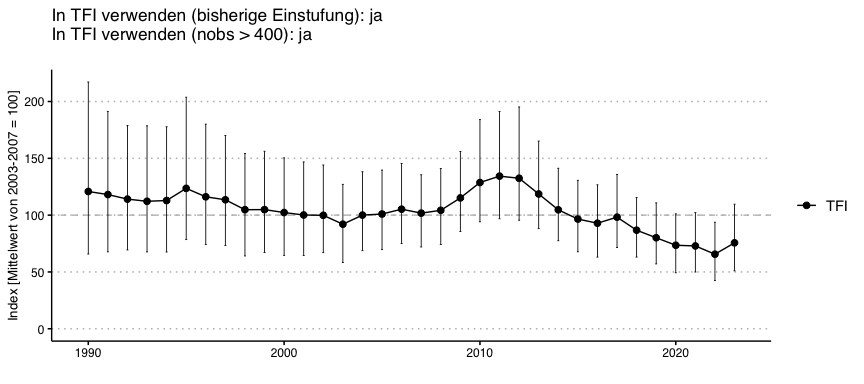 In TFI verwenden (bisherige Einstufung): ja
In TFI verwenden (nobs > 400): ja
Index [Mittelwert von 2003-2007 = 100]
200
150
100
50
0
1990
2000
2010
2020
TFI